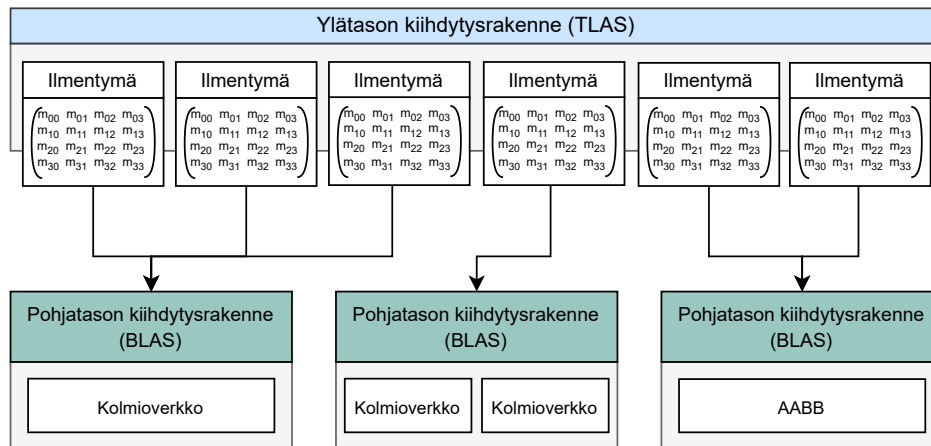 Ylätason kiihdytysrakenne (TLAS)
Ilmentymä Ilmentymä Ilmentymä Ilmentymä Ilmentymä Ilmentymä
m00 m01 m02 m03 m00 m01 m02 m03 m00 m01 m02 m03 m00 m01 m02 m03 m00 m01 m02 m03 m00 m01 m02 m03
m10 m11 m12 m13 m10 m11 m12 m13 m10 m11 m12 m13 m10 m11 m12 m13 m10 m11 m12 m13 m10 m11 m12 m13
m20 m21 m22 m23 m20 m21 m22 m23 m20 m21 m22 m23 m20 m21 m22 m23 m20 m21 m22 m23 m20 m21 m22 m23
m30 m31 m32 m33 m30 m31 m32 m33 m30 m31 m32 m33 m30 m31 m32 m33 m30 m31 m32 m33 m30 m31 m32 m33
Pohjatason kiihdytysrakenne Pohjatason kiihdytysrakenne Pohjatason kiihdytysrakenne
(BLAS) (BLAS) (BLAS)
Kolmioverkko Kolmioverkko Kolmioverkko AABB